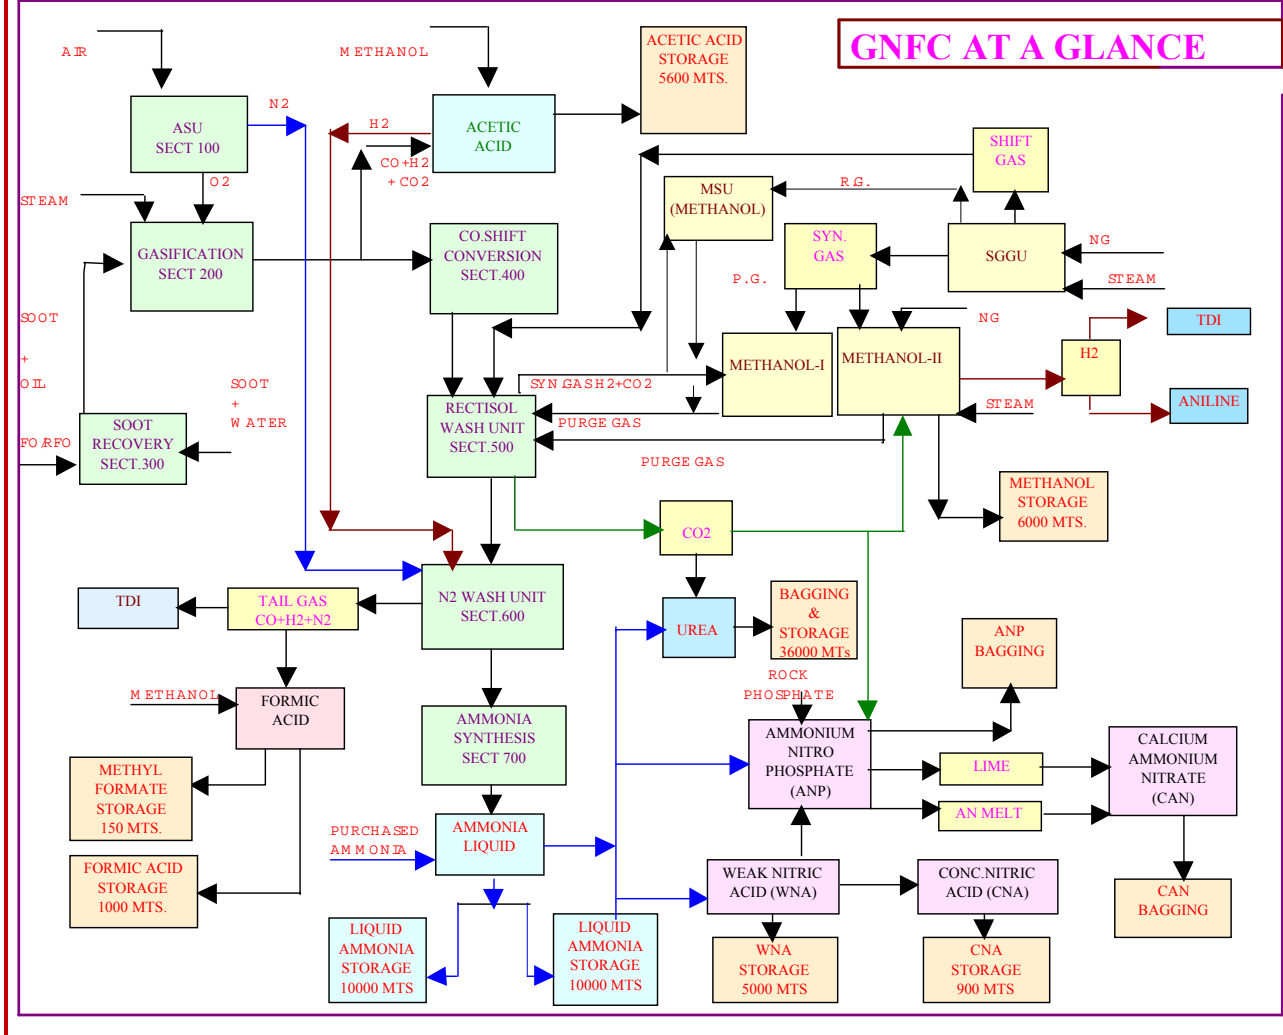 GNFC AT A GLANCE
AIR
METHANOL
ACETIC ACID
STORAGE
5600 MTS.
ASU
SECT 100
N2
H2
ACETIC
ACID
CO+H2
+ CO2
SHIFT
GAS
O2
STEAM
MSU
(METHANOL)
R.G.
GASIFICATION
SECT 200
CO.SHIFT
CONVERSION
SECT.400
SYN.
GAS
SGGU
NG
STEAM
P.G.
SOOT
+
OIL
NG
TDI
METHANOL-I
METHANOL-II
H2
SOOT
+
WATER
SYN.GAS H2+CO2
STEAM
ANILINE
FO/RFO
SOOT
RECOVERY
SECT.300
RECTISOL
WASH UNIT
SECT.500
PURGE GAS
PURGE GAS
METHANOL
STORAGE
6000 MTS.
CO2
TDI
TAIL GAS
CO+H2+N2
N2 WASH UNIT
SECT.600
UREA
BAGGING
&
STORAGE
36000 MTs
ANP
BAGGING
ROCK
PHOSPHATE
METHANOL
FORMIC
ACID
AMMONIA
SYNTHESIS
SECT 700
AMMONIUM
NITRO
PHOSPHATE
(ANP)
LIME
AN MELT
CALCIUM
AMMONIUM
NITRATE
(CAN)
METHYL
FORMATE
STORAGE
150 MTS.
PURCHASED
AMMONIA
AMMONIA
LIQUID
FORMIC ACID
STORAGE
1000 MTS.
WEAK NITRIC
ACID (WNA)
CONC.NITRIC
ACID (CNA)
CAN
BAGGING
LIQUID
AMMONIA
STORAGE
10000 MTS
LIQUID
AMMONIA
STORAGE
10000 MTS
WNA
STORAGE
5000 MTS
CNA
STORAGE
900 MTS